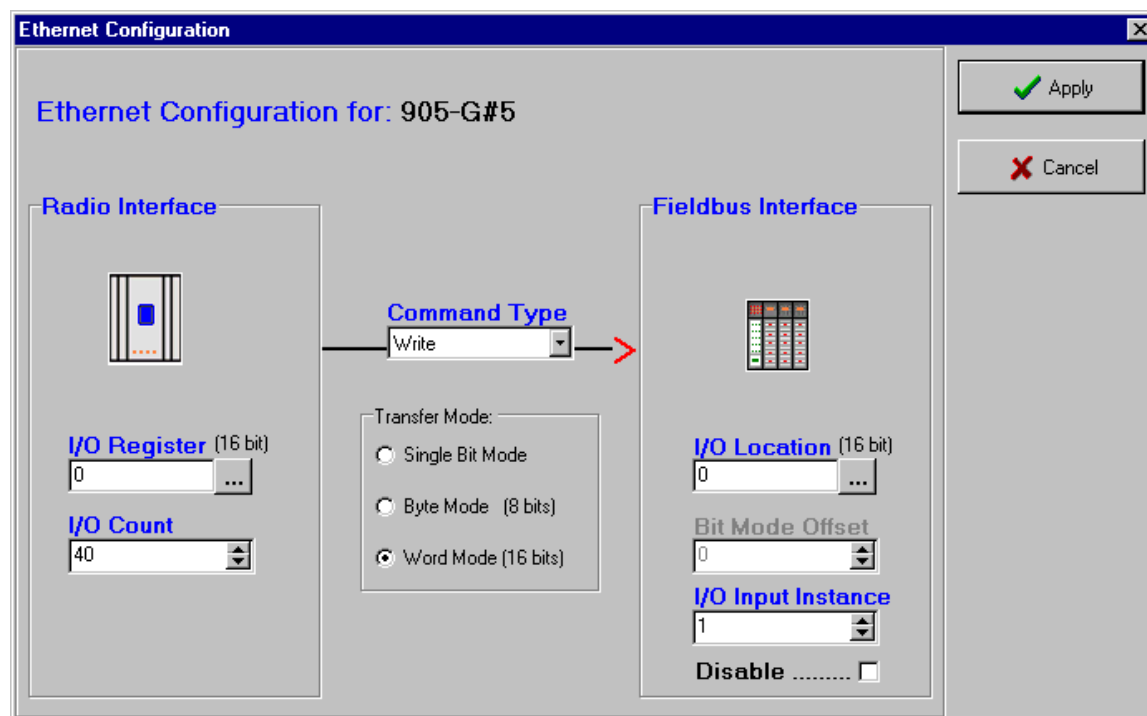 Ethernet Configuration
Ethernet Configuration for: 905-G#5
Apply
Cancel
Radio Interface
I/O Register (16 bit)
0
...
I/O Count
40
Command Type
Write
Transfer Mode:
Single Bit Mode
Byte Mode (8 bits)
Word Mode (16 bits)
Fieldbus Interface
I/O Location (16 bit)
0
...
Bit Mode Offset
0
I/O Input Instance
1
Disable .........